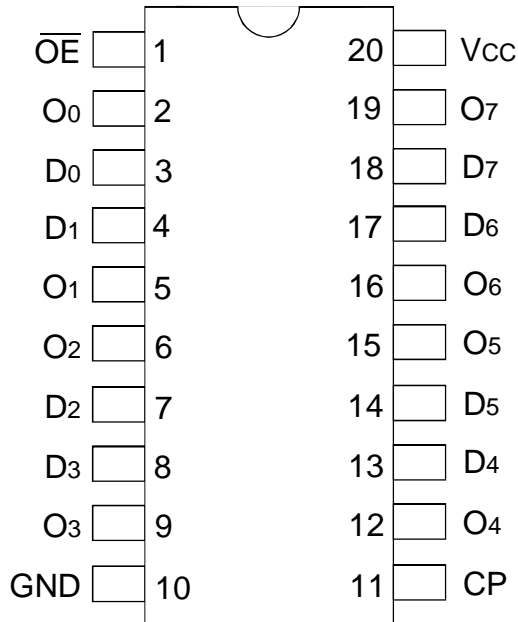 OE 1 20 VCC
O0 2 19 O7
D0 3 18 D7
D1 4 17 D6
O1 5 16 O6
O2 6 15 O5
D2 7 14 D5
D3 8 13 D4
O3 9 12 O4
GND 10 11 CP